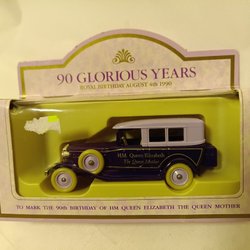 90 GLORIOUS YEARS
ROYAL BIRTHDAY AUGUST 4th 1990
H.M. Queen Elizabeth
The Queen Mother
TO MARK THE 90th BIRTHDAY OF HM QUEEN ELIZABETH THE QUEEN MOTHER